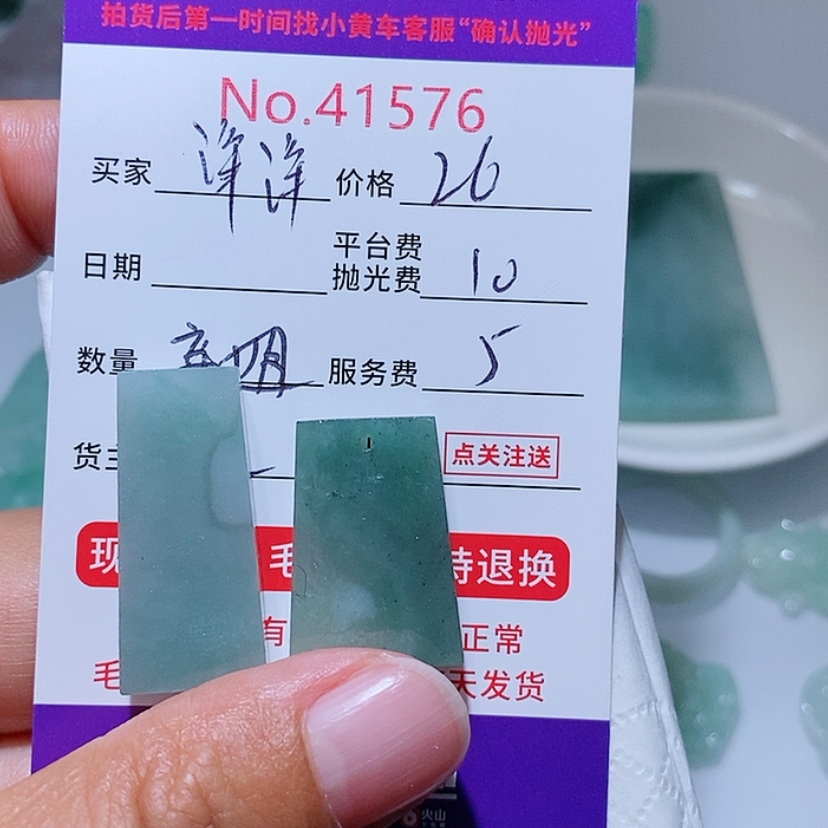 拍货后第一时间找小黄车客服“确认抛光”
No.41576
买家 洋洋 价格 26
日期 平台费
抛光费 10
数量 服务费 5
货主 点关注送
现 毛 持退换
有 正常
毛 天发货
火山